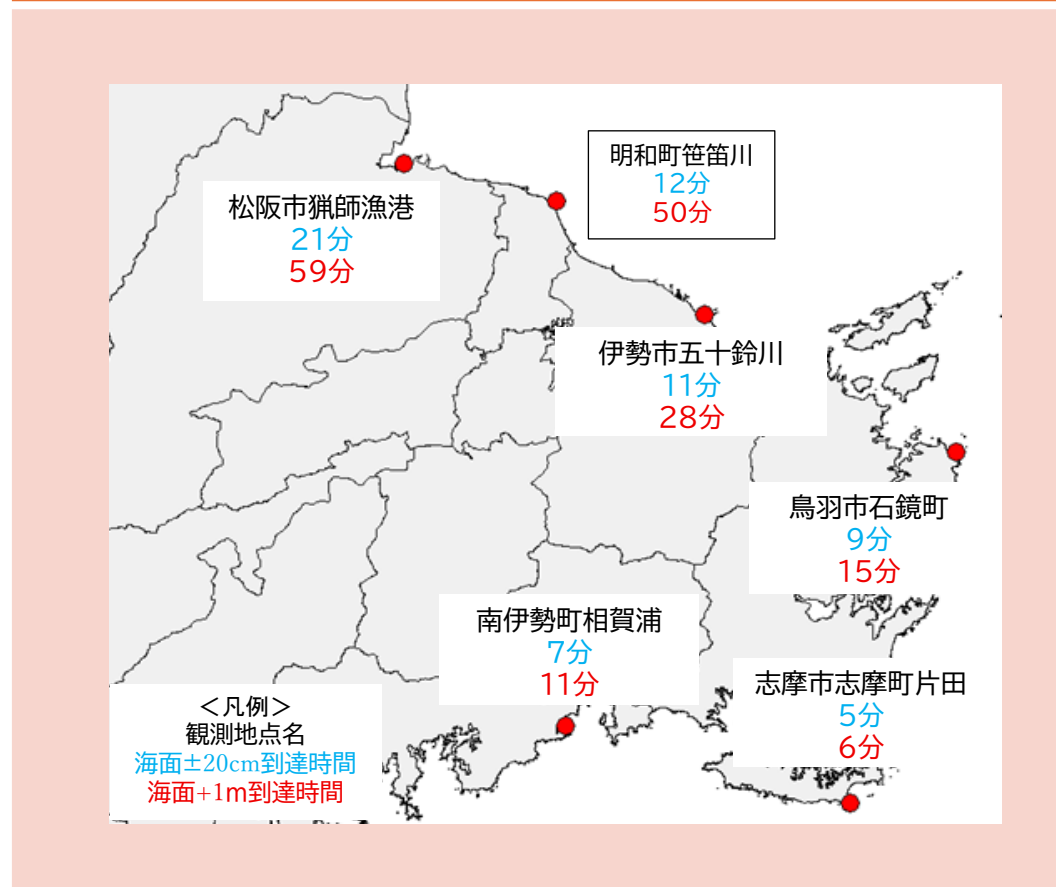 明和町笹笛川
12分
50分
松阪市猟師漁港
21分
59分
伊勢市五十鈴川
11分
28分
鳥羽市石鏡町
9分
15分
南伊勢町相賀浦
7分
11分
志摩市志摩町片田
5分
6分
＜凡例＞
観測地点名
海面±20cm到達時間
海面+1m到達時間